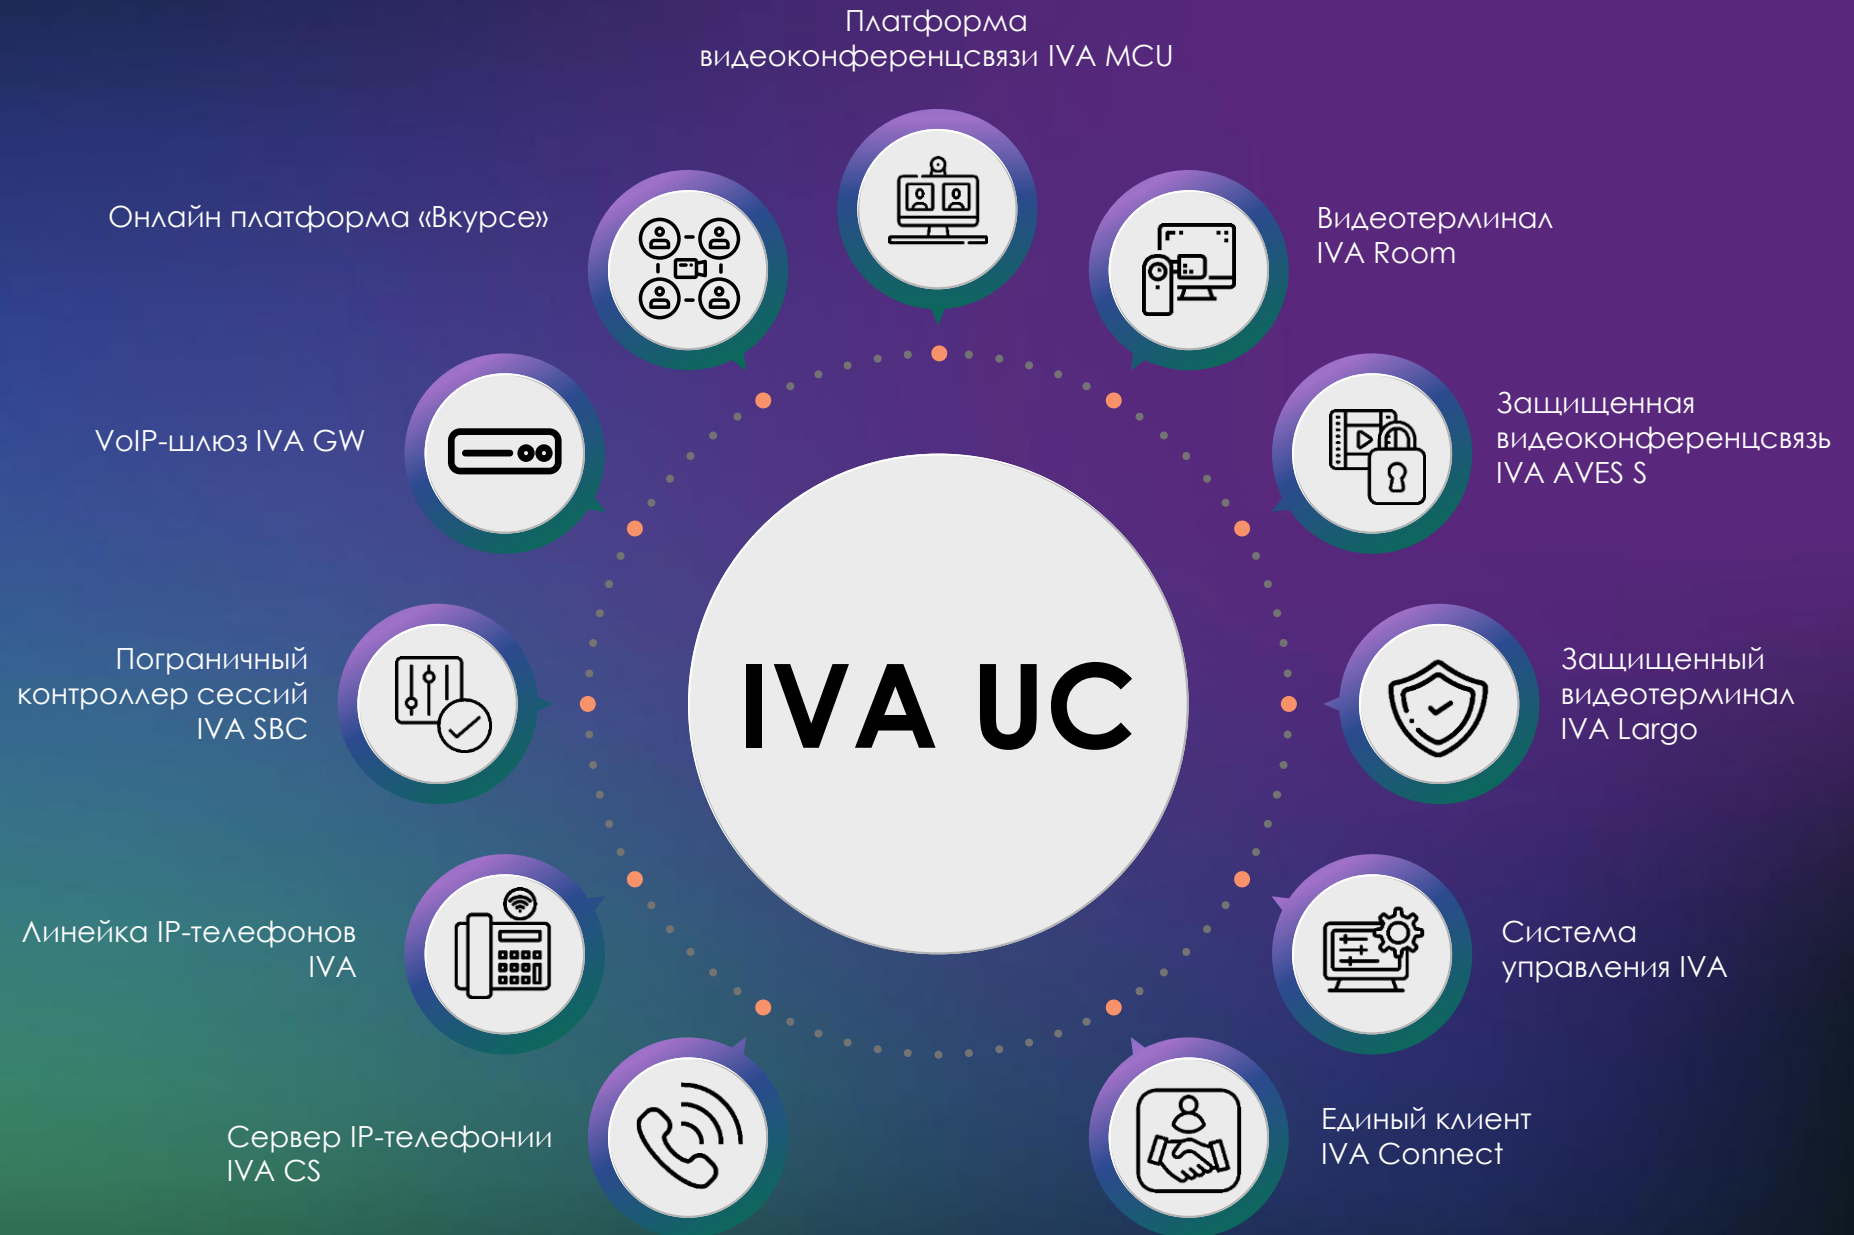 Платформа
видеоконференцсвязи IVA MCU
Онлайн платформа «Вкурсе»
Видеотерминал
IVA Room
Защищенная
видеоконференцсвязь
IVA AVES S
VoIP-шлюз IVA GW
Пограничный
контроллер сессий
IVA SBC
IVA UC
Защищенный
видеотерминал
IVA Largo
Линейка IP-телефонов
IVA
Система
управления IVA
Сервер IP-телефонии
IVA CS
Единый клиент
IVA Connect